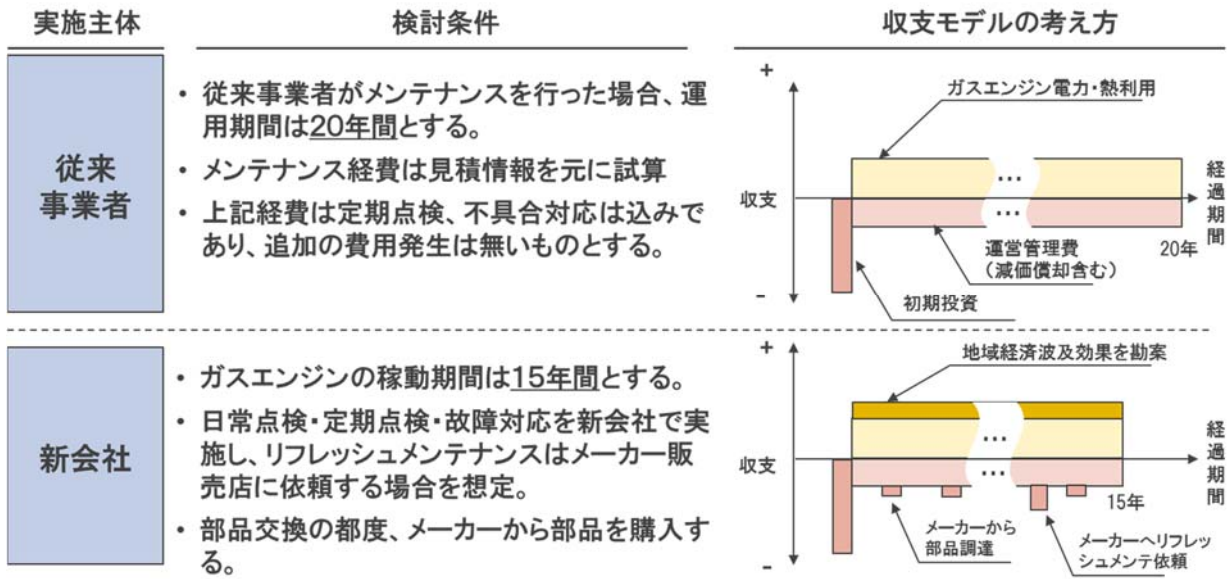 実施主体
検討条件
収支モデルの考え方
従来
事業者
• 従来事業者がメンテナンスを行った場合、運
用期間は20年間とする。
• メンテナンス経費は見積情報を元に試算
• 上記経費は定期点検、不具合対応は込みで
あり、追加の費用発生は無いものとする。
+
ガスエンジン電力・熱利用
...
...
収支
経過期間
20年
運営管理費
（減価償却含む）
初期投資
-
新会社
• ガスエンジンの稼動期間は15年間とする。
• 日常点検・定期点検・故障対応を新会社で実
施し、リフレッシュメンテナンスはメーカー販
売店に依頼する場合を想定。
• 部品交換の都度、メーカーから部品を購入す
る。
+
地域経済波及効果を勘案
...
...
収支
経過期間
15年
メーカーから
部品調達
メーカーへリフレッ
シュメンテ依頼
-